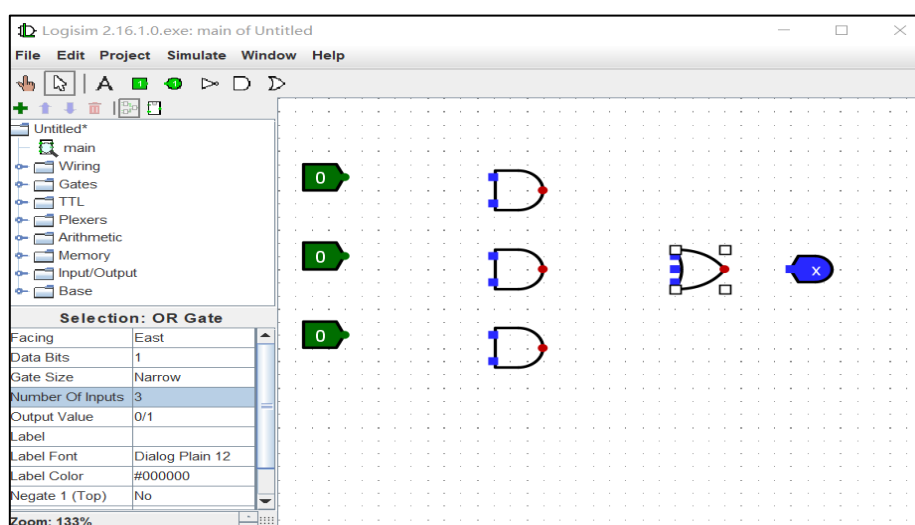 Logisim 2.16.1.0.exe: main of Untitled
File Edit Project Simulate Window Help
A 1 1
Untitled*
main
Wiring
Gates
TTL
Plexers
Arithmetic
Memory
Input/Output
Base
Selection: OR Gate
Facing East
Data Bits 1
Gate Size Narrow
Number Of Inputs 3
Output Value 0/1
Label
Label Font Dialog Plain 12
Label Color #000000
Negate 1 (Top) No
Zoom: 133%
0
0
x
0